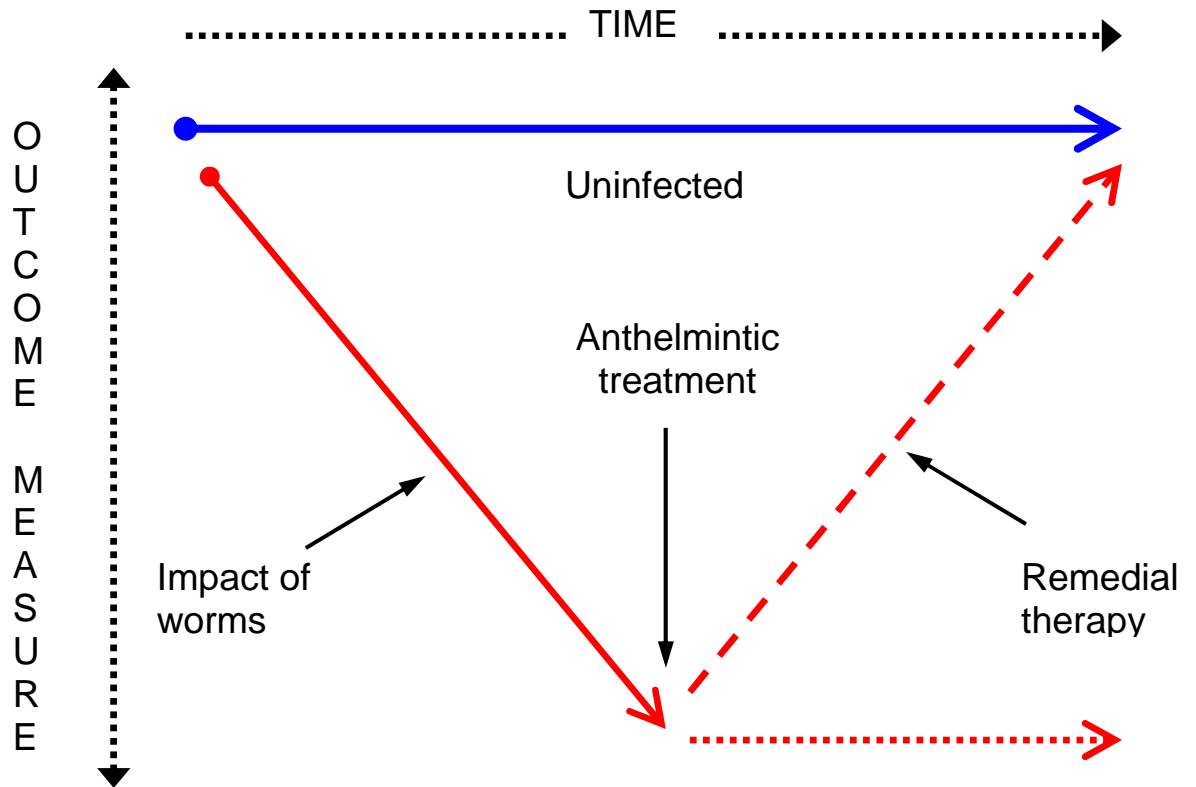 TIME
OUTCOME MEASURE
Uninfected
Anthelmintic
treatment
Impact of
worms
Remedial
therapy